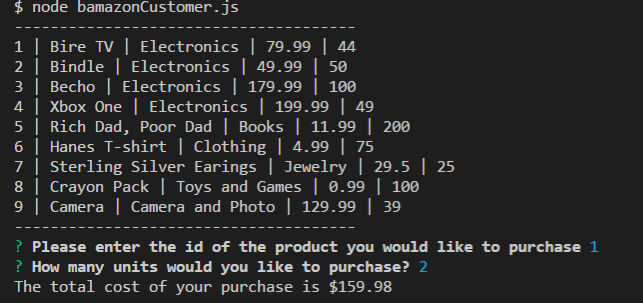 $ node bamazonCustomer.js
--------------------------------------
1 | Bire TV | Electronics | 79.99 | 44
2 | Bindle | Electronics | 49.99 | 50
3 | Becho | Electronics | 179.99 | 100
4 | Xbox One | Electronics | 199.99 | 49
5 | Rich Dad, Poor Dad | Books | 11.99 | 200
6 | Hanes T-shirt | Clothing | 4.99 | 75
7 | Sterling Silver Earings | Jewelry | 29.5 | 25
8 | Crayon Pack | Toys and Games | 0.99 | 100
9 | Camera | Camera and Photo | 129.99 | 39
--------------------------------------
? Please enter the id of the product you would like to purchase 1
? How many units would you like to purchase? 2
The total cost of your purchase is $159.98